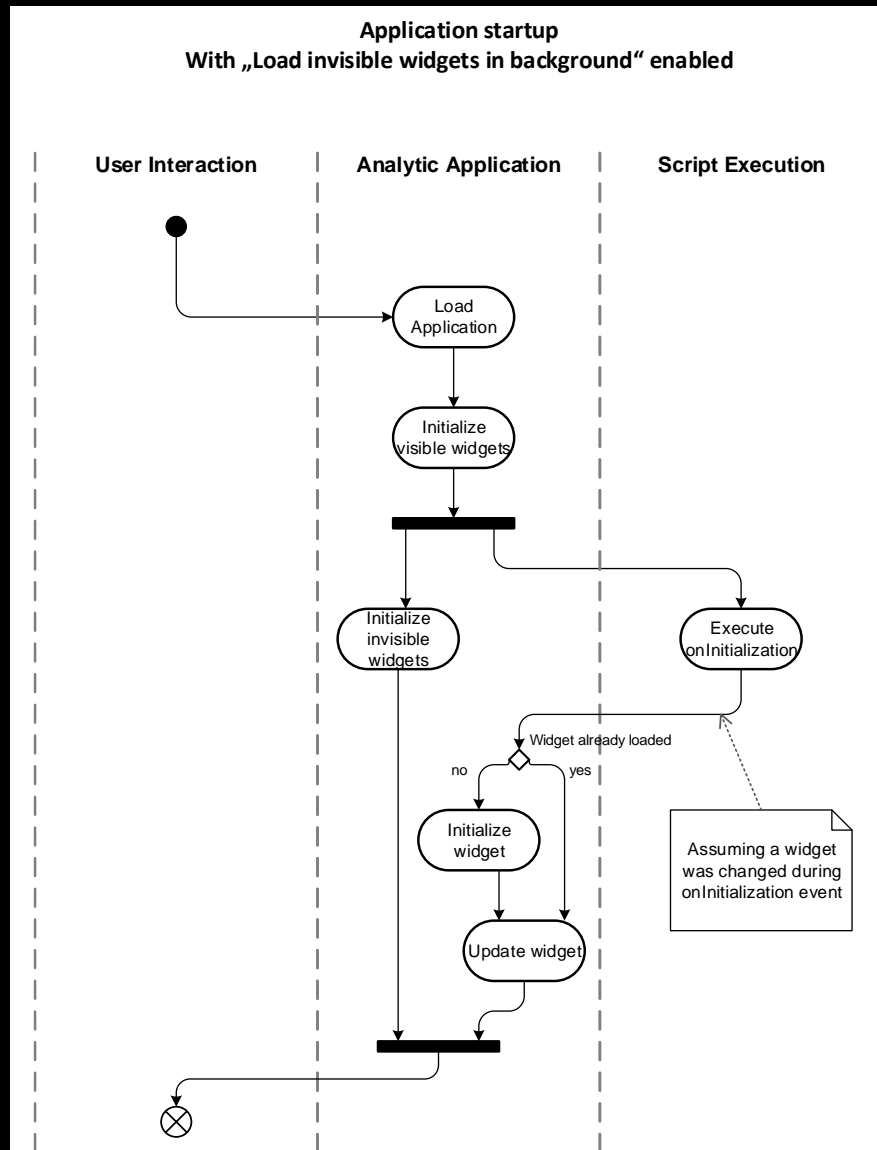 Application startup
With „Load invisible widgets in background“ enabled
User Interaction
Analytic Application
Script Execution
Load
Application
Initialize
visible widgets
Initialize
invisible
widgets
Execute
onInitialization
Widget already loaded
no
yes
Initialize
widget
Assuming a widget
was changed during
onInitialization event
Update widget